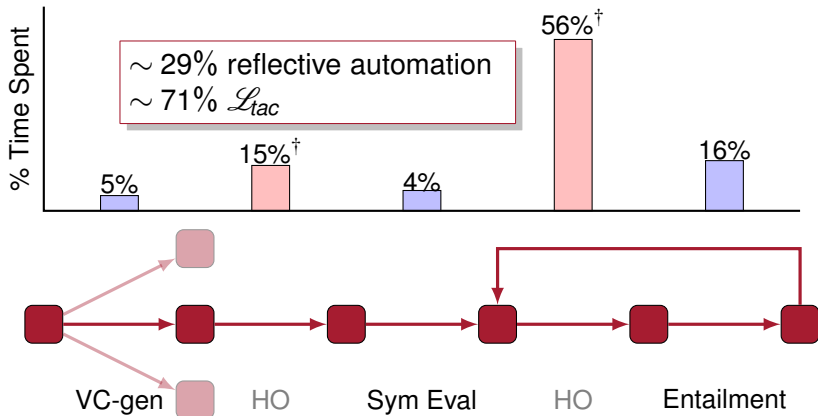 % Time Spent
∼ 29% reflective automation
∼ 71% ℒtac
5%
15%†
4%
56%†
16%
VC-gen
HO
Sym Eval
HO
Entailment